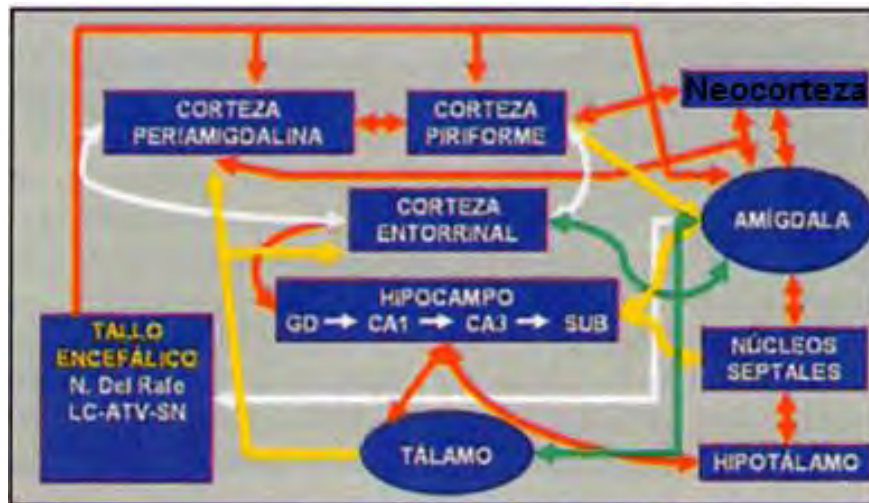 CORTEZA
PERIAMIGDALINA
CORTEZA
PIRIFORME
Neocorteza
CORTEZA
ENTORRINAL
AMÍGDALA
HIPOCAMPO
GD → CA1 → CA3 → SUB
TALLO
ENCEFÁLICO
N. Del Rafe
LC-ATV-SN
NÚCLEOS
SEPTALES
TÁLAMO
HIPOTÁLAMO